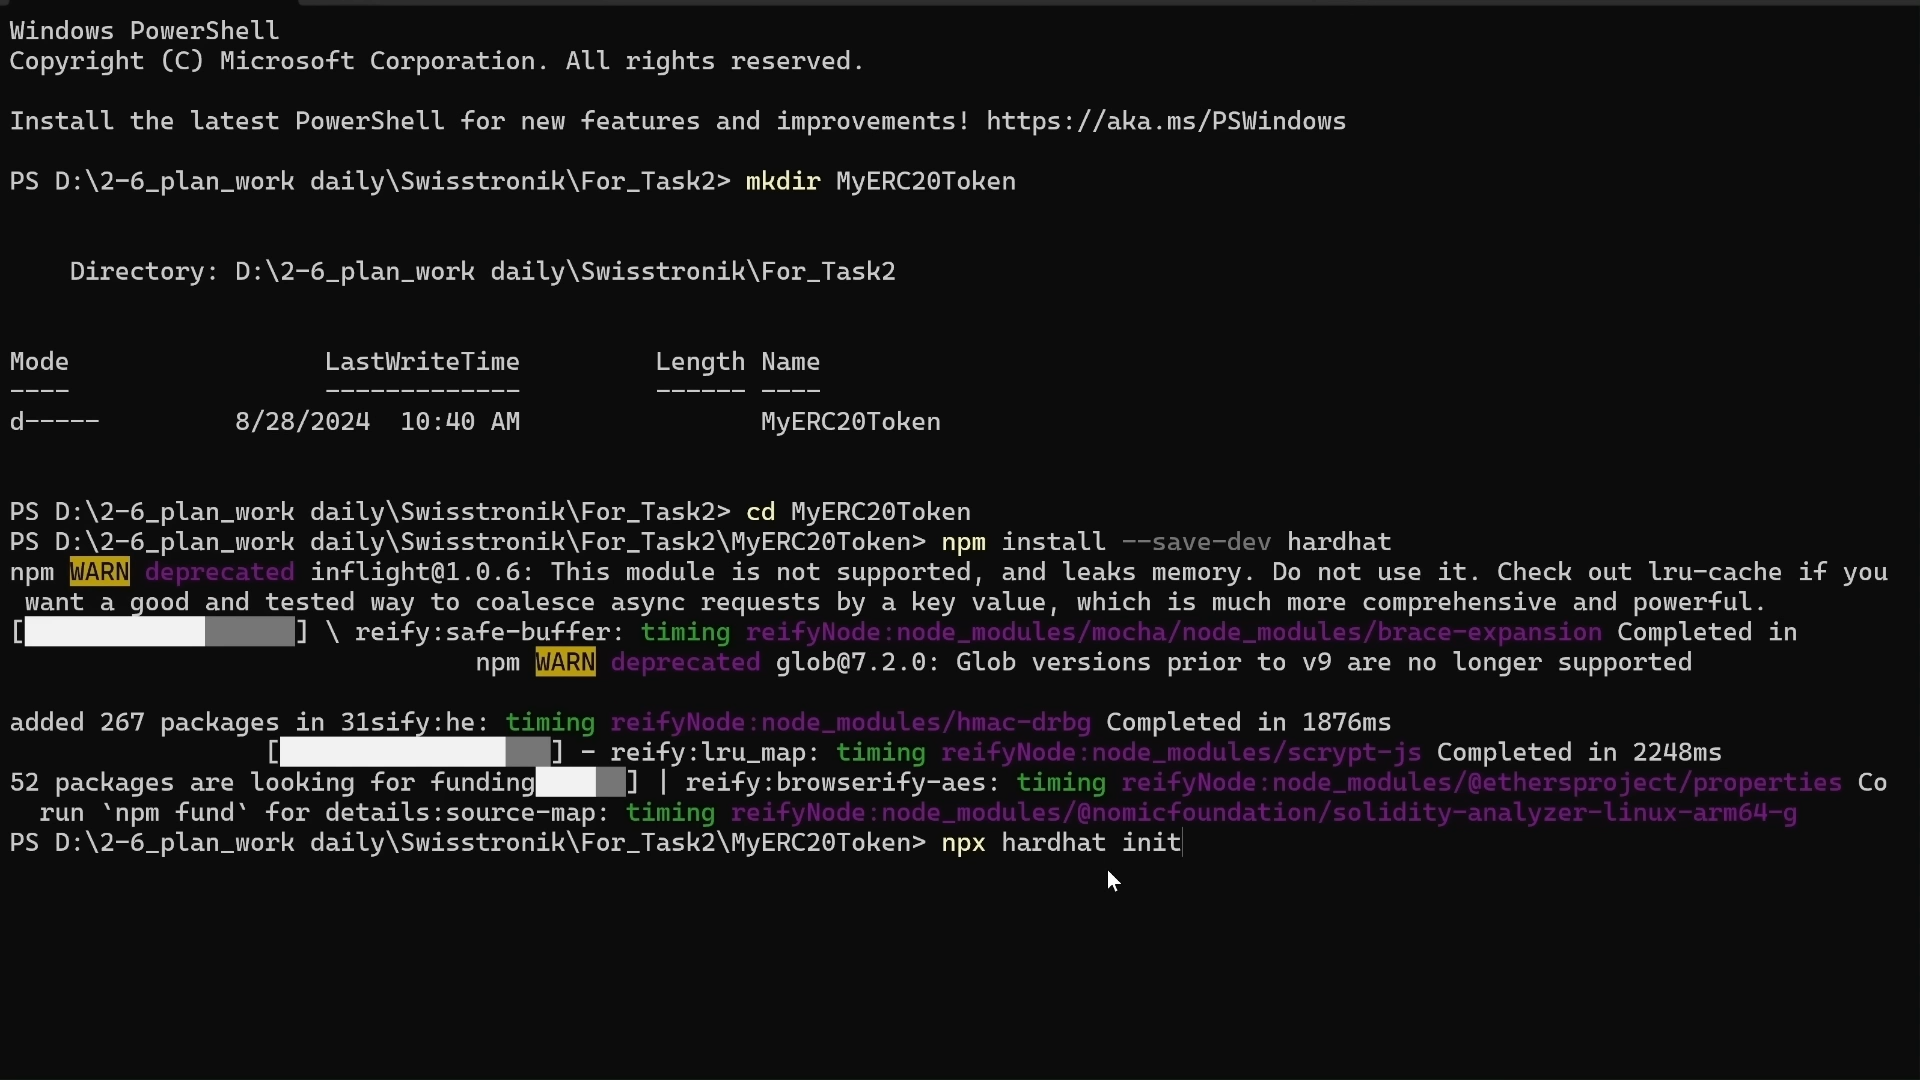 Windows PowerShell
Copyright (C) Microsoft Corporation. All rights reserved.
Install the latest PowerShell for new features and improvements! https://aka.ms/PSWindows
PS D:\2-6_plan_work daily\Swisstronik\For_Task2> mkdir MyERC20Token
Directory: D:\2-6_plan_work daily\Swisstronik\For_Task2
Mode LastWriteTime Length Name
---- ------------- ------ ----
d----- 8/28/2024 10:40 AM MyERC20Token
PS D:\2-6_plan_work daily\Swisstronik\For_Task2> cd MyERC20Token
PS D:\2-6_plan_work daily\Swisstronik\For_Task2\MyERC20Token> npm install --save-dev hardhat
npm WARN deprecated inflight@1.0.6: This module is not supported, and leaks memory. Do not use it. Check out lru-cache if you
want a good and tested way to coalesce async requests by a key value, which is much more comprehensive and powerful.
[] \ reify:safe-buffer: timing reifyNode:node_modules/mocha/node_modules/brace-expansion Completed in
npm WARN deprecated glob@7.2.0: Glob versions prior to v9 are no longer supported
added 267 packages in 31sify:he: timing reifyNode:node_modules/hmac-drbg Completed in 1876ms
[] - reify:lru_map: timing reifyNode:node_modules/scrypt-js Completed in 2248ms
52 packages are looking for funding] | reify:browserify-aes: timing reifyNode:node_modules/@ethersproject/properties Co
run `npm fund` for details:source-map: timing reifyNode:node_modules/@nomicfoundation/solidity-analyzer-linux-arm64-g
PS D:\2-6_plan_work daily\Swisstronik\For_Task2\MyERC20Token> npx hardhat init